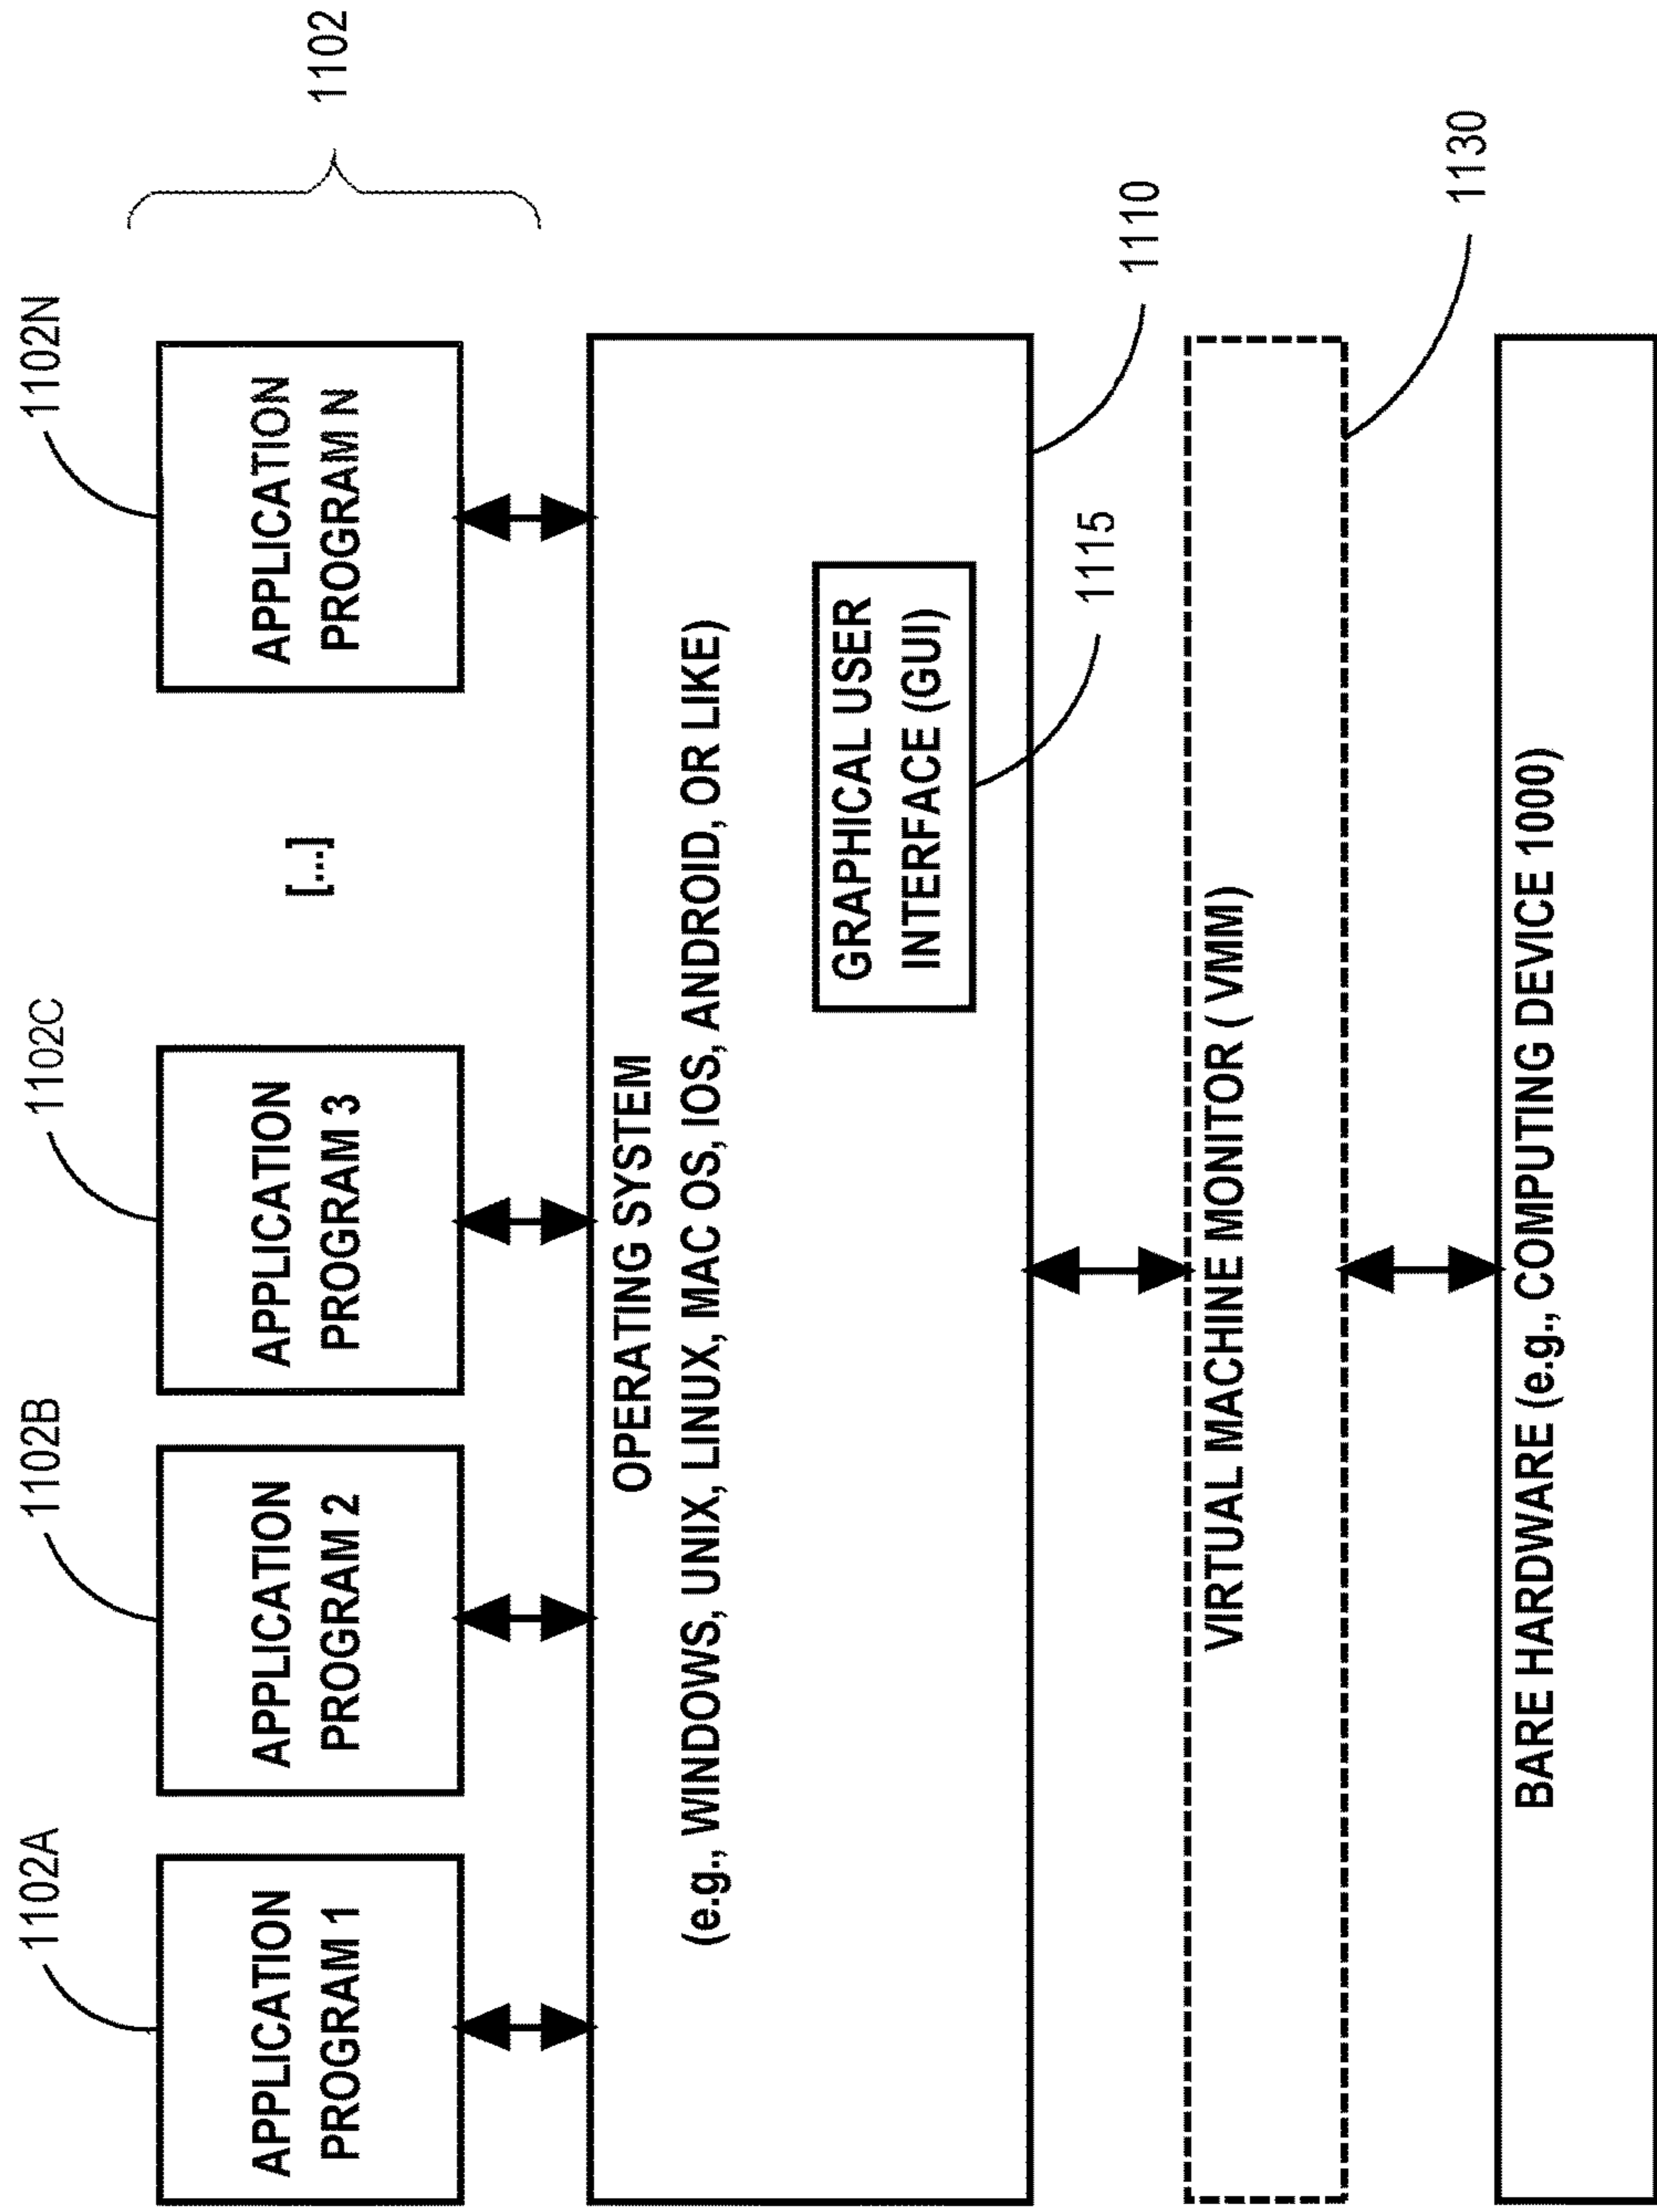 1102A
1102B
1102C
1102N
1102
APPLICATION
PROGRAM 1
APPLICATION
PROGRAM 2
APPLICATION
PROGRAM 3
[...]
APPLICATION
PROGRAM N
OPERATING SYSTEM
(e.g., WINDOWS, UNIX, LINUX, MAC OS, IOS, ANDROID, OR LIKE)
GRAPHICAL USER
INTERFACE (GUI)
1115
1110
VIRTUAL MACHINE MONITOR ( VMM)
1130
BARE HARDWARE (e.g., COMPUTING DEVICE 1000)